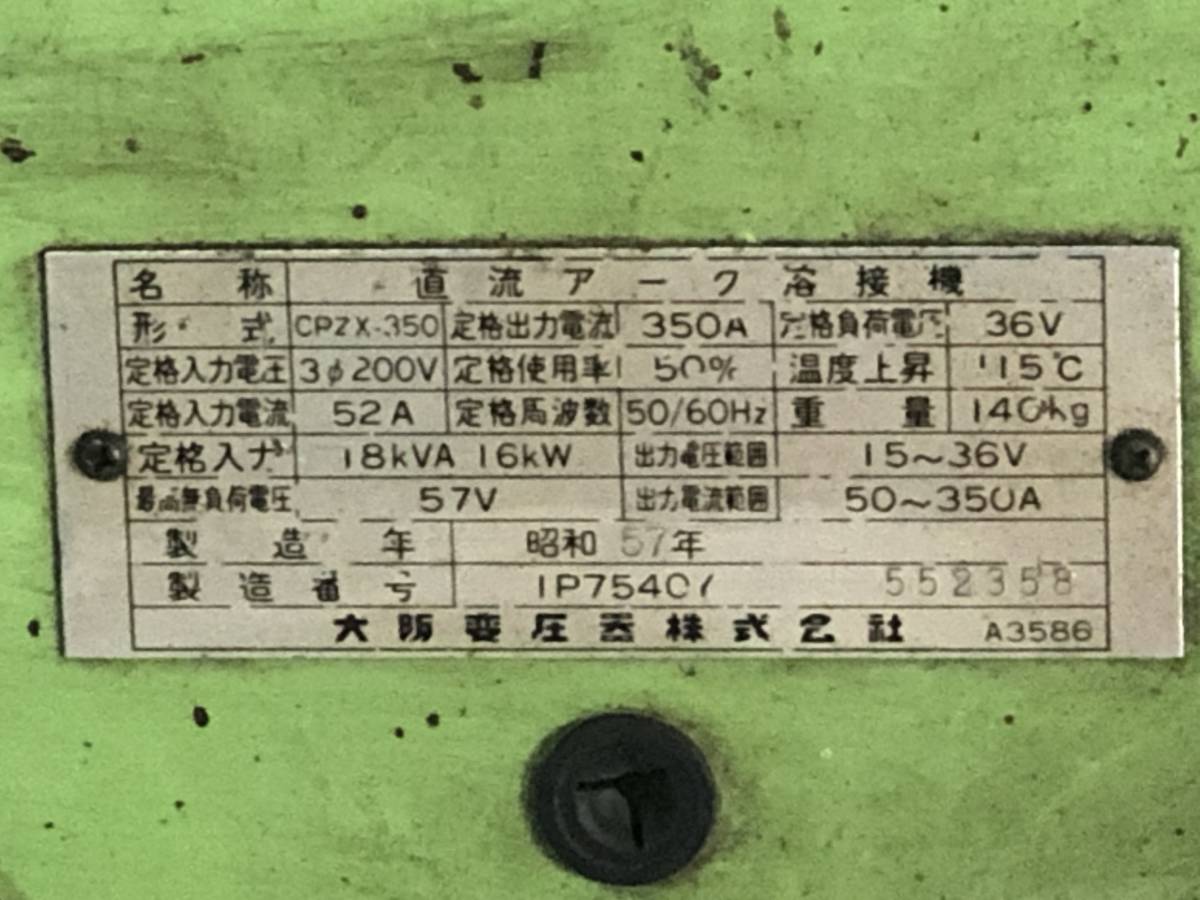 名称 直流アーク溶接機
形式 CPZX-350 定格出力電流 350A 定格負荷電圧 36V
定格入力電圧 3φ200V 定格使用率 50% 温度上昇 115℃
定格入力電流 52A 定格周波数 50/60Hz 重量 140kg
定格入力 18kVA 16kW 出力電圧範囲 15～36V
最高無負荷電圧 57V 出力電流範囲 50～350A
製造年 昭和57年
製造番号 552358
大阪変圧器株式会社 A3586